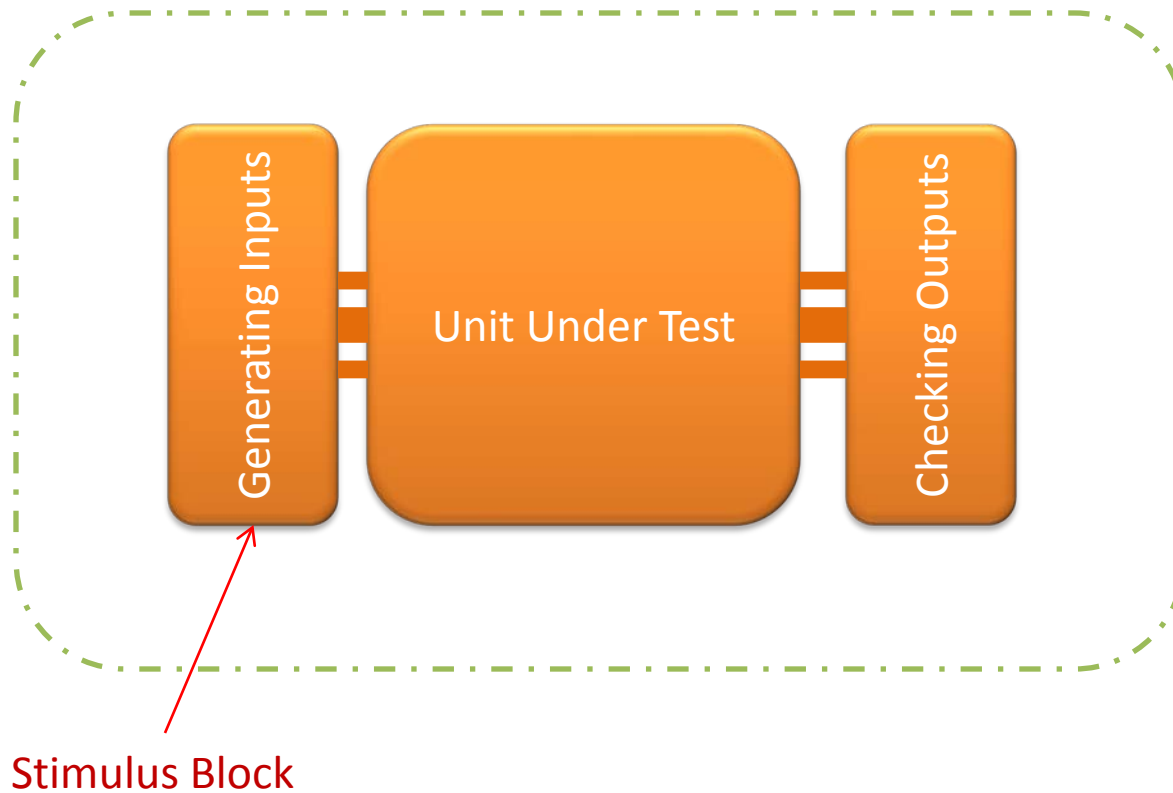 Generating Inputs
Unit Under Test
Checking Outputs
Stimulus Block